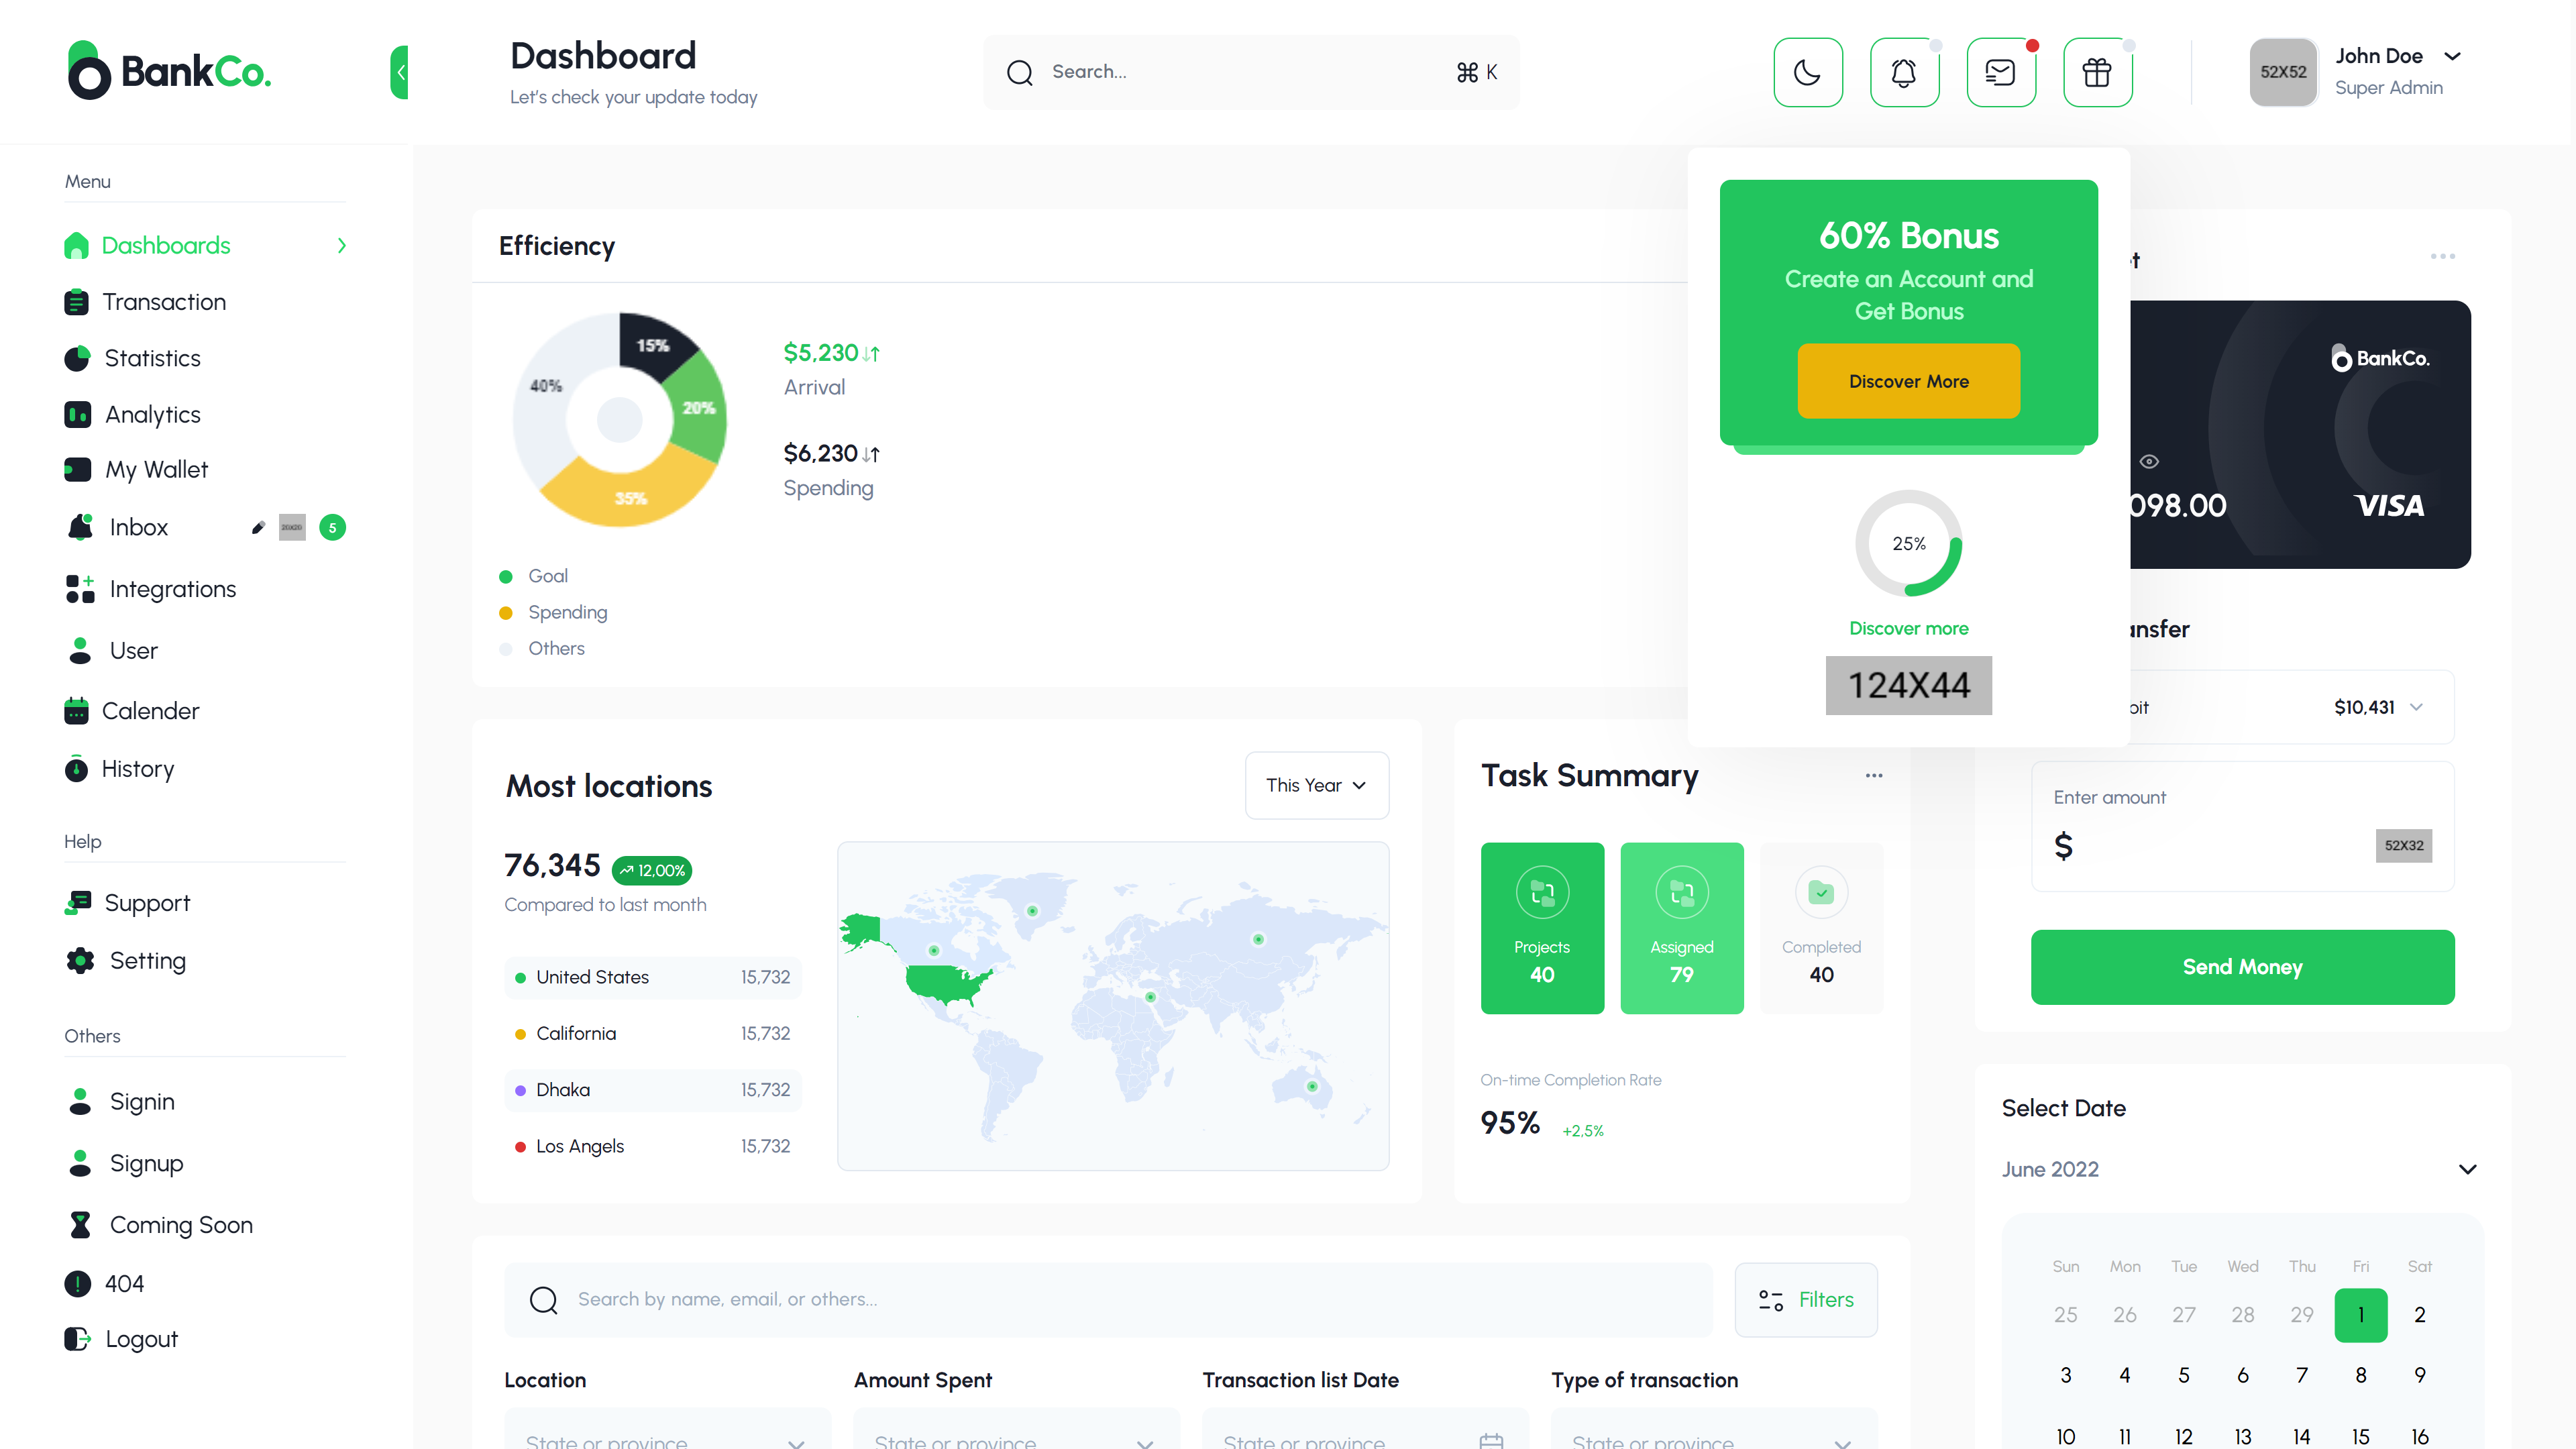 BankCo.
Dashboard
Let's check your update today
Search...
⌘ K
52X52
John Doe
Super Admin
Menu
Dashboards
Transaction
Statistics
Analytics
My Wallet
Inbox
20X20
5
Integrations
User
Calender
History
Help
Support
Setting
Others
Signin
Signup
Coming Soon
404
Logout
Efficiency
15%
20%
35%
40%
$5,230
Arrival
$6,230
Spending
Goal
Spending
Others
60% Bonus
Create an Account and
Get Bonus
Discover More
25%
Discover more
124X44
BankCo.
098.00
VISA
$10,431
Enter amount
$
52X32
Send Money
Most locations
This Year
76,345
12,00%
Compared to last month
United States 15,732
California 15,732
Dhaka 15,732
Los Angels 15,732
Task Summary
Projects
40
Assigned
79
Completed
40
On-time Completion Rate
95%
+2,5%
Select Date
June 2022
Sun Mon Tue Wed Thu Fri Sat
25 26 27 28 29 1 2
3 4 5 6 7 8 9
10 11 12 13 14 15 16
Search by name, email, or others...
Filters
Location
Amount Spent
Transaction list Date
Type of transaction
State or province
State or province
State or province
State or province